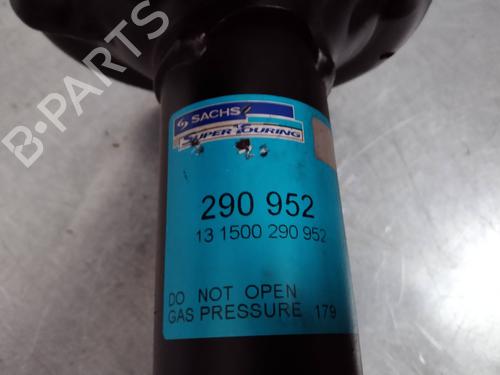 B-PARTS
SACHS
SUPER TOURING
290 952
13 1500 290 952
DO NOT OPEN
GAS PRESSURE 179